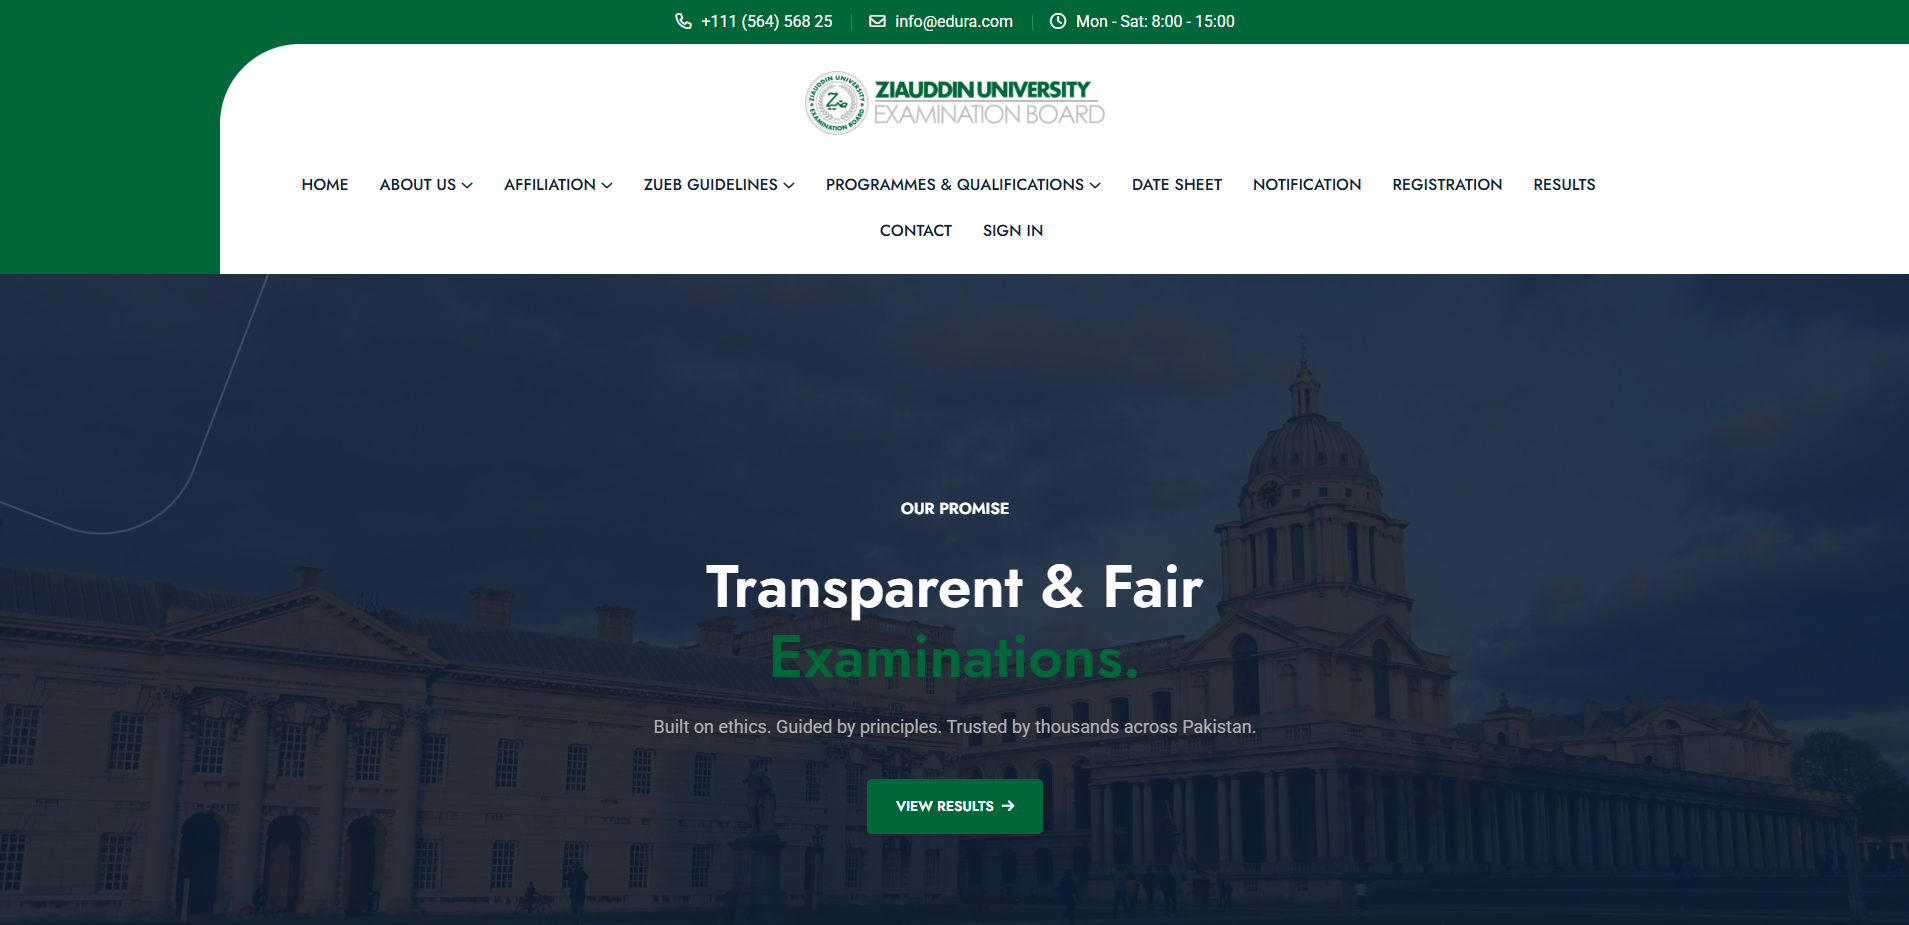 +111 (564) 568 25 info@edura.com Mon - Sat: 8:00 - 15:00
ZIAUDDIN UNIVERSITY
EXAMINATION BOARD
ZIAUDDIN UNIVERSITY
EXAMINATION BOARD
HOME ABOUT US AFFILIATION ZUEB GUIDELINES PROGRAMMES & QUALIFICATIONS DATE SHEET NOTIFICATION REGISTRATION RESULTS
CONTACT SIGN IN
OUR PROMISE
Transparent & Fair
Examinations.
Built on ethics. Guided by principles. Trusted by thousands across Pakistan.
VIEW RESULTS →